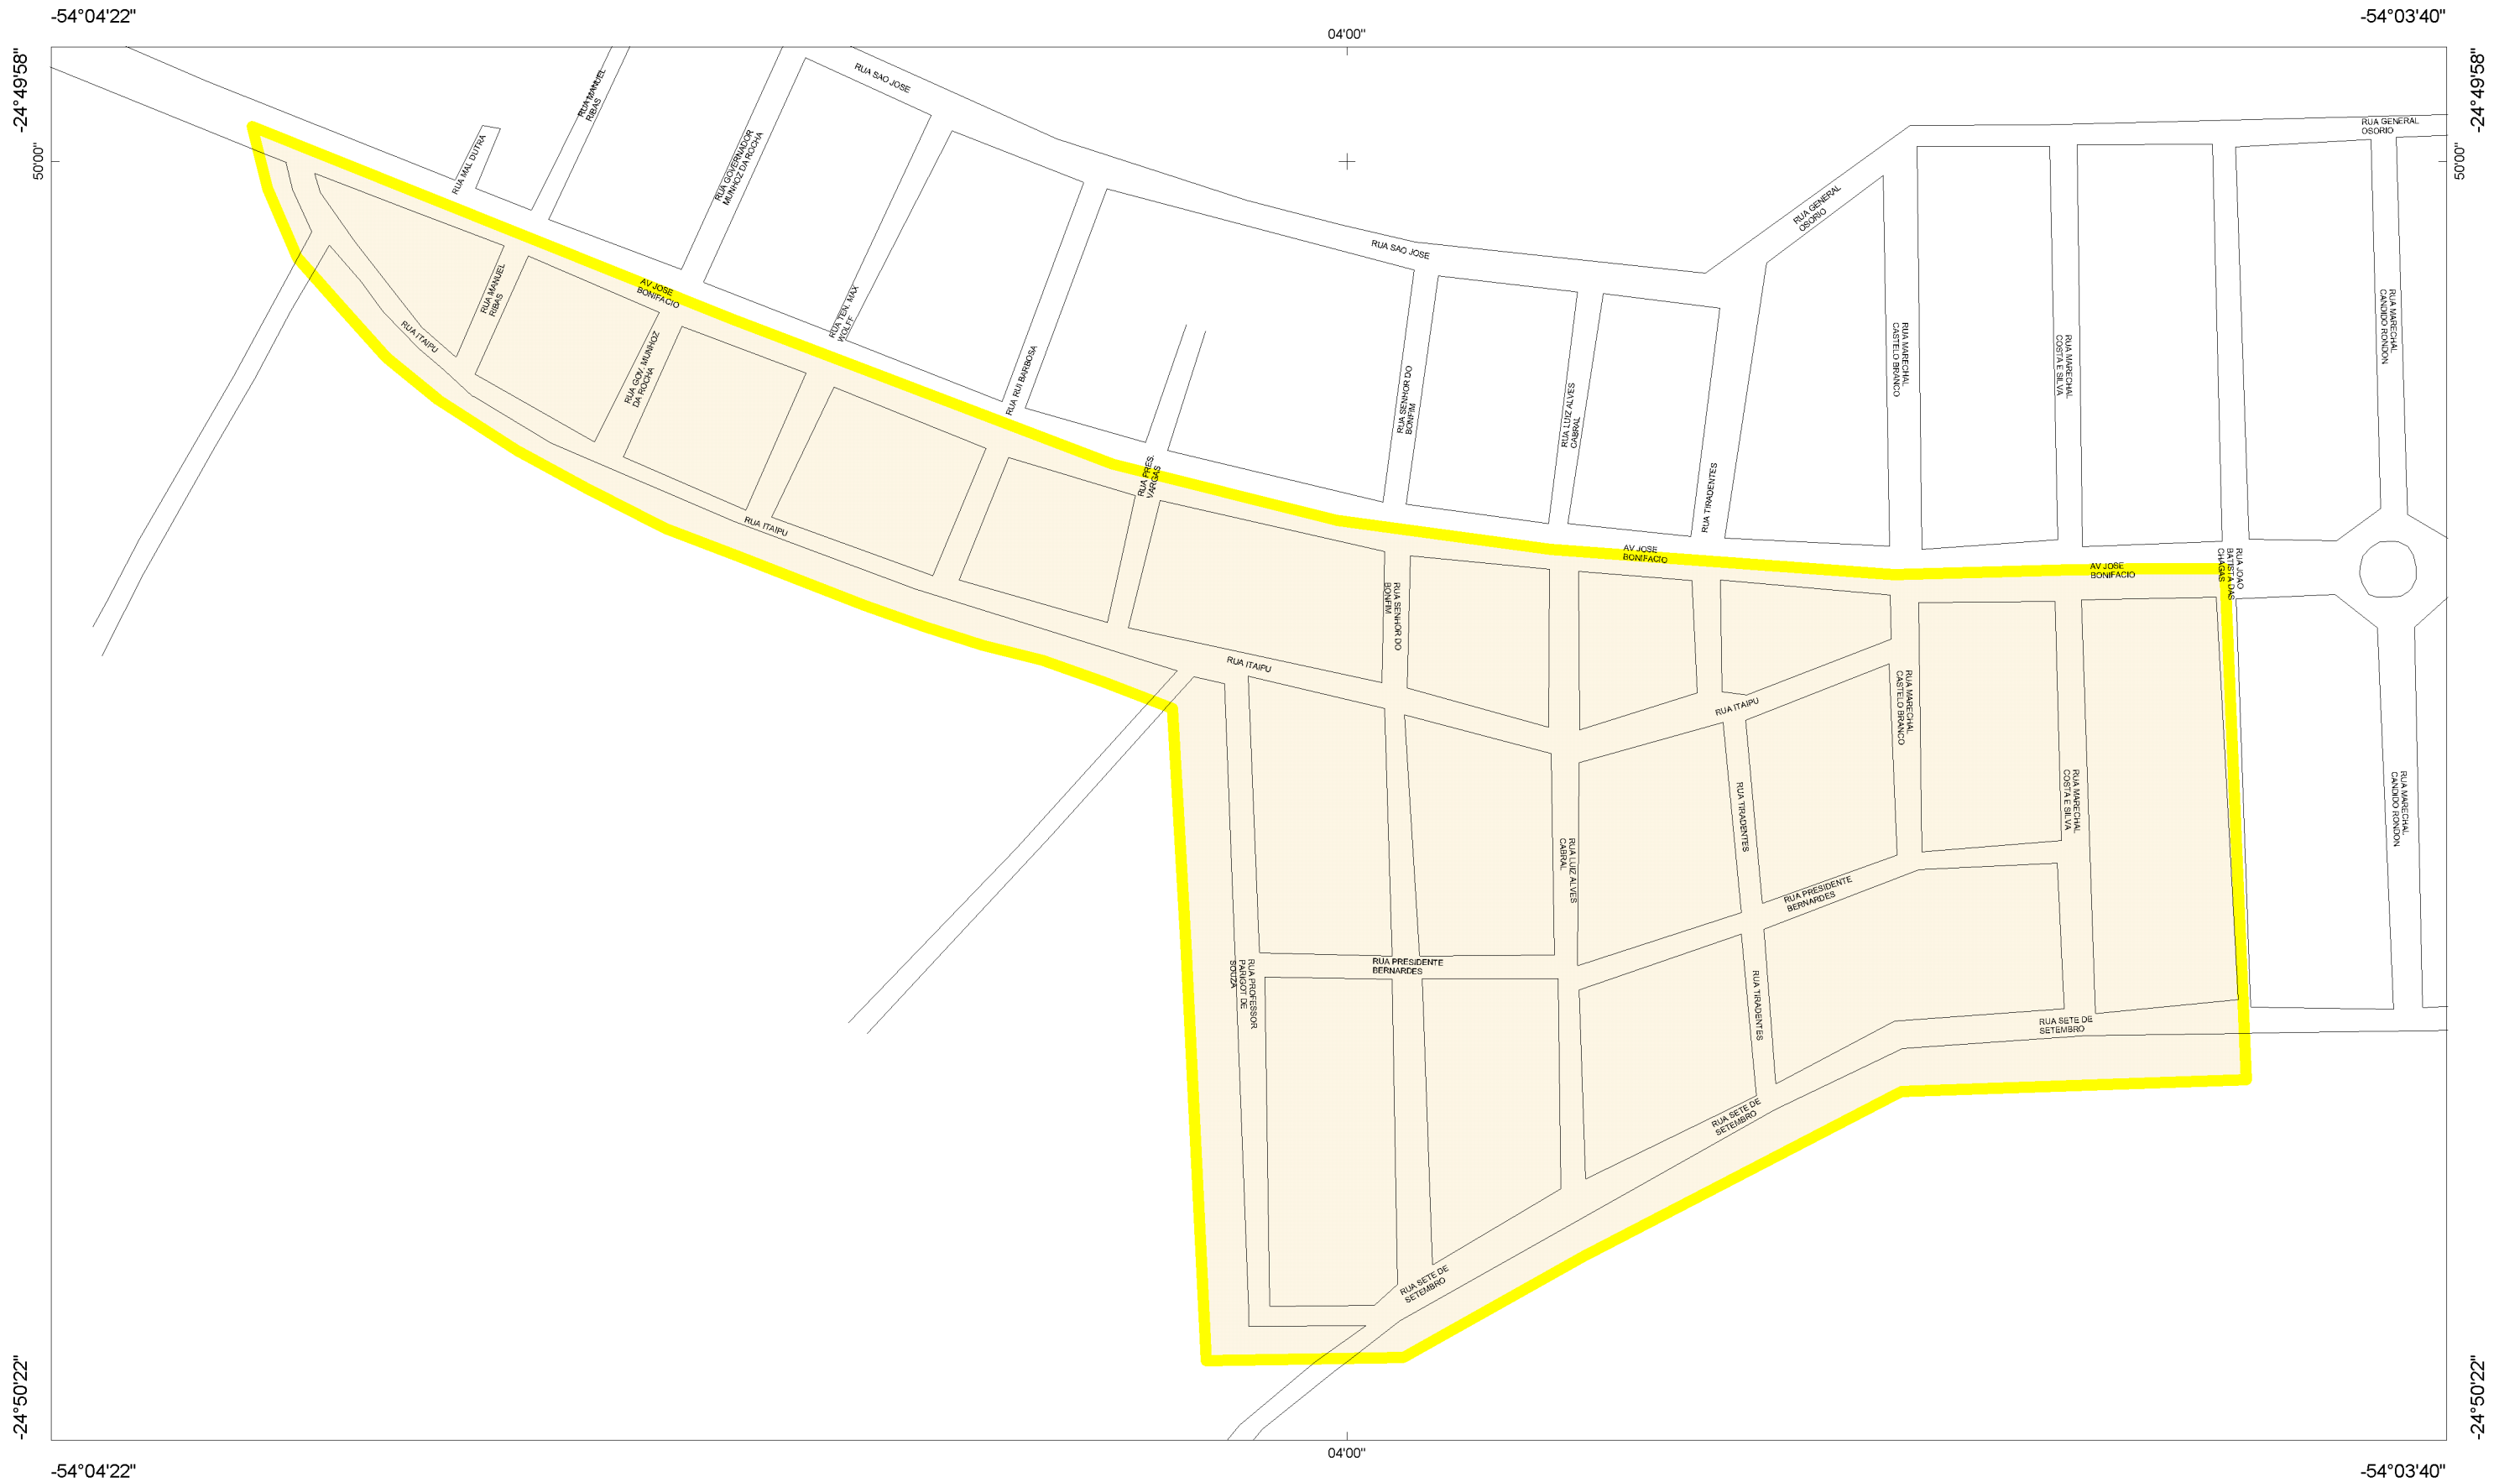 -54°04'22"
-54°03'40"
04'00"
-24°49'58"
-24°49'58"
50'00"
50'00"
RUA SAO JOSE
RUA MANUEL
RIBAS
RUA MAL DUTRA
RUA GOVERNADOR
MUNHOZ DA ROCHA
RUA GENERAL
OSORIO
RUA GENERAL
OSORIO
RUA SAO JOSE
RUA MANUEL
RIBAS
AV JOSE
BONIFACIO
RUA TEN. MAX
WOLFF
RUA ITAIPU
RUA GOV. MUNHOZ
DA ROCHA
RUA RUI BARBOSA
RUA SENHOR DO
BONFIM
RUA LUIZ ALVES
CABRAL
RUA TIRADENTES
RUA MARECHAL
CASTELO BRANCO
RUA MARECHAL
COSTA E SILVA
RUA MARECHAL
CANDIDO RONDON
RUA PRES.
VARGAS
RUA ITAIPU
AV JOSE
BONIFACIO
AV JOSE
BONIFACIO
RUA JOAO
BATISTA DAS
CHAGAS
RUA SENHOR DO
BONFIM
RUA ITAIPU
RUA ITAIPU
RUA MARECHAL
CASTELO BRANCO
RUA TIRADENTES
RUA MARECHAL
COSTA E SILVA
RUA MARECHAL
CANDIDO RONDON
RUA LUIZ ALVES
CABRAL
RUA PRESIDENTE
BERNARDES
RUA PRESIDENTE
BERNARDES
RUA PROFESSOR
PARIGOT DE
SOUZA
RUA TIRADENTES
RUA SETE DE
SETEMBRO
RUA SETE DE
SETEMBRO
RUA SETE DE
SETEMBRO
-24°50'22"
-24°50'22"
04'00"
-54°04'22"
-54°03'40"